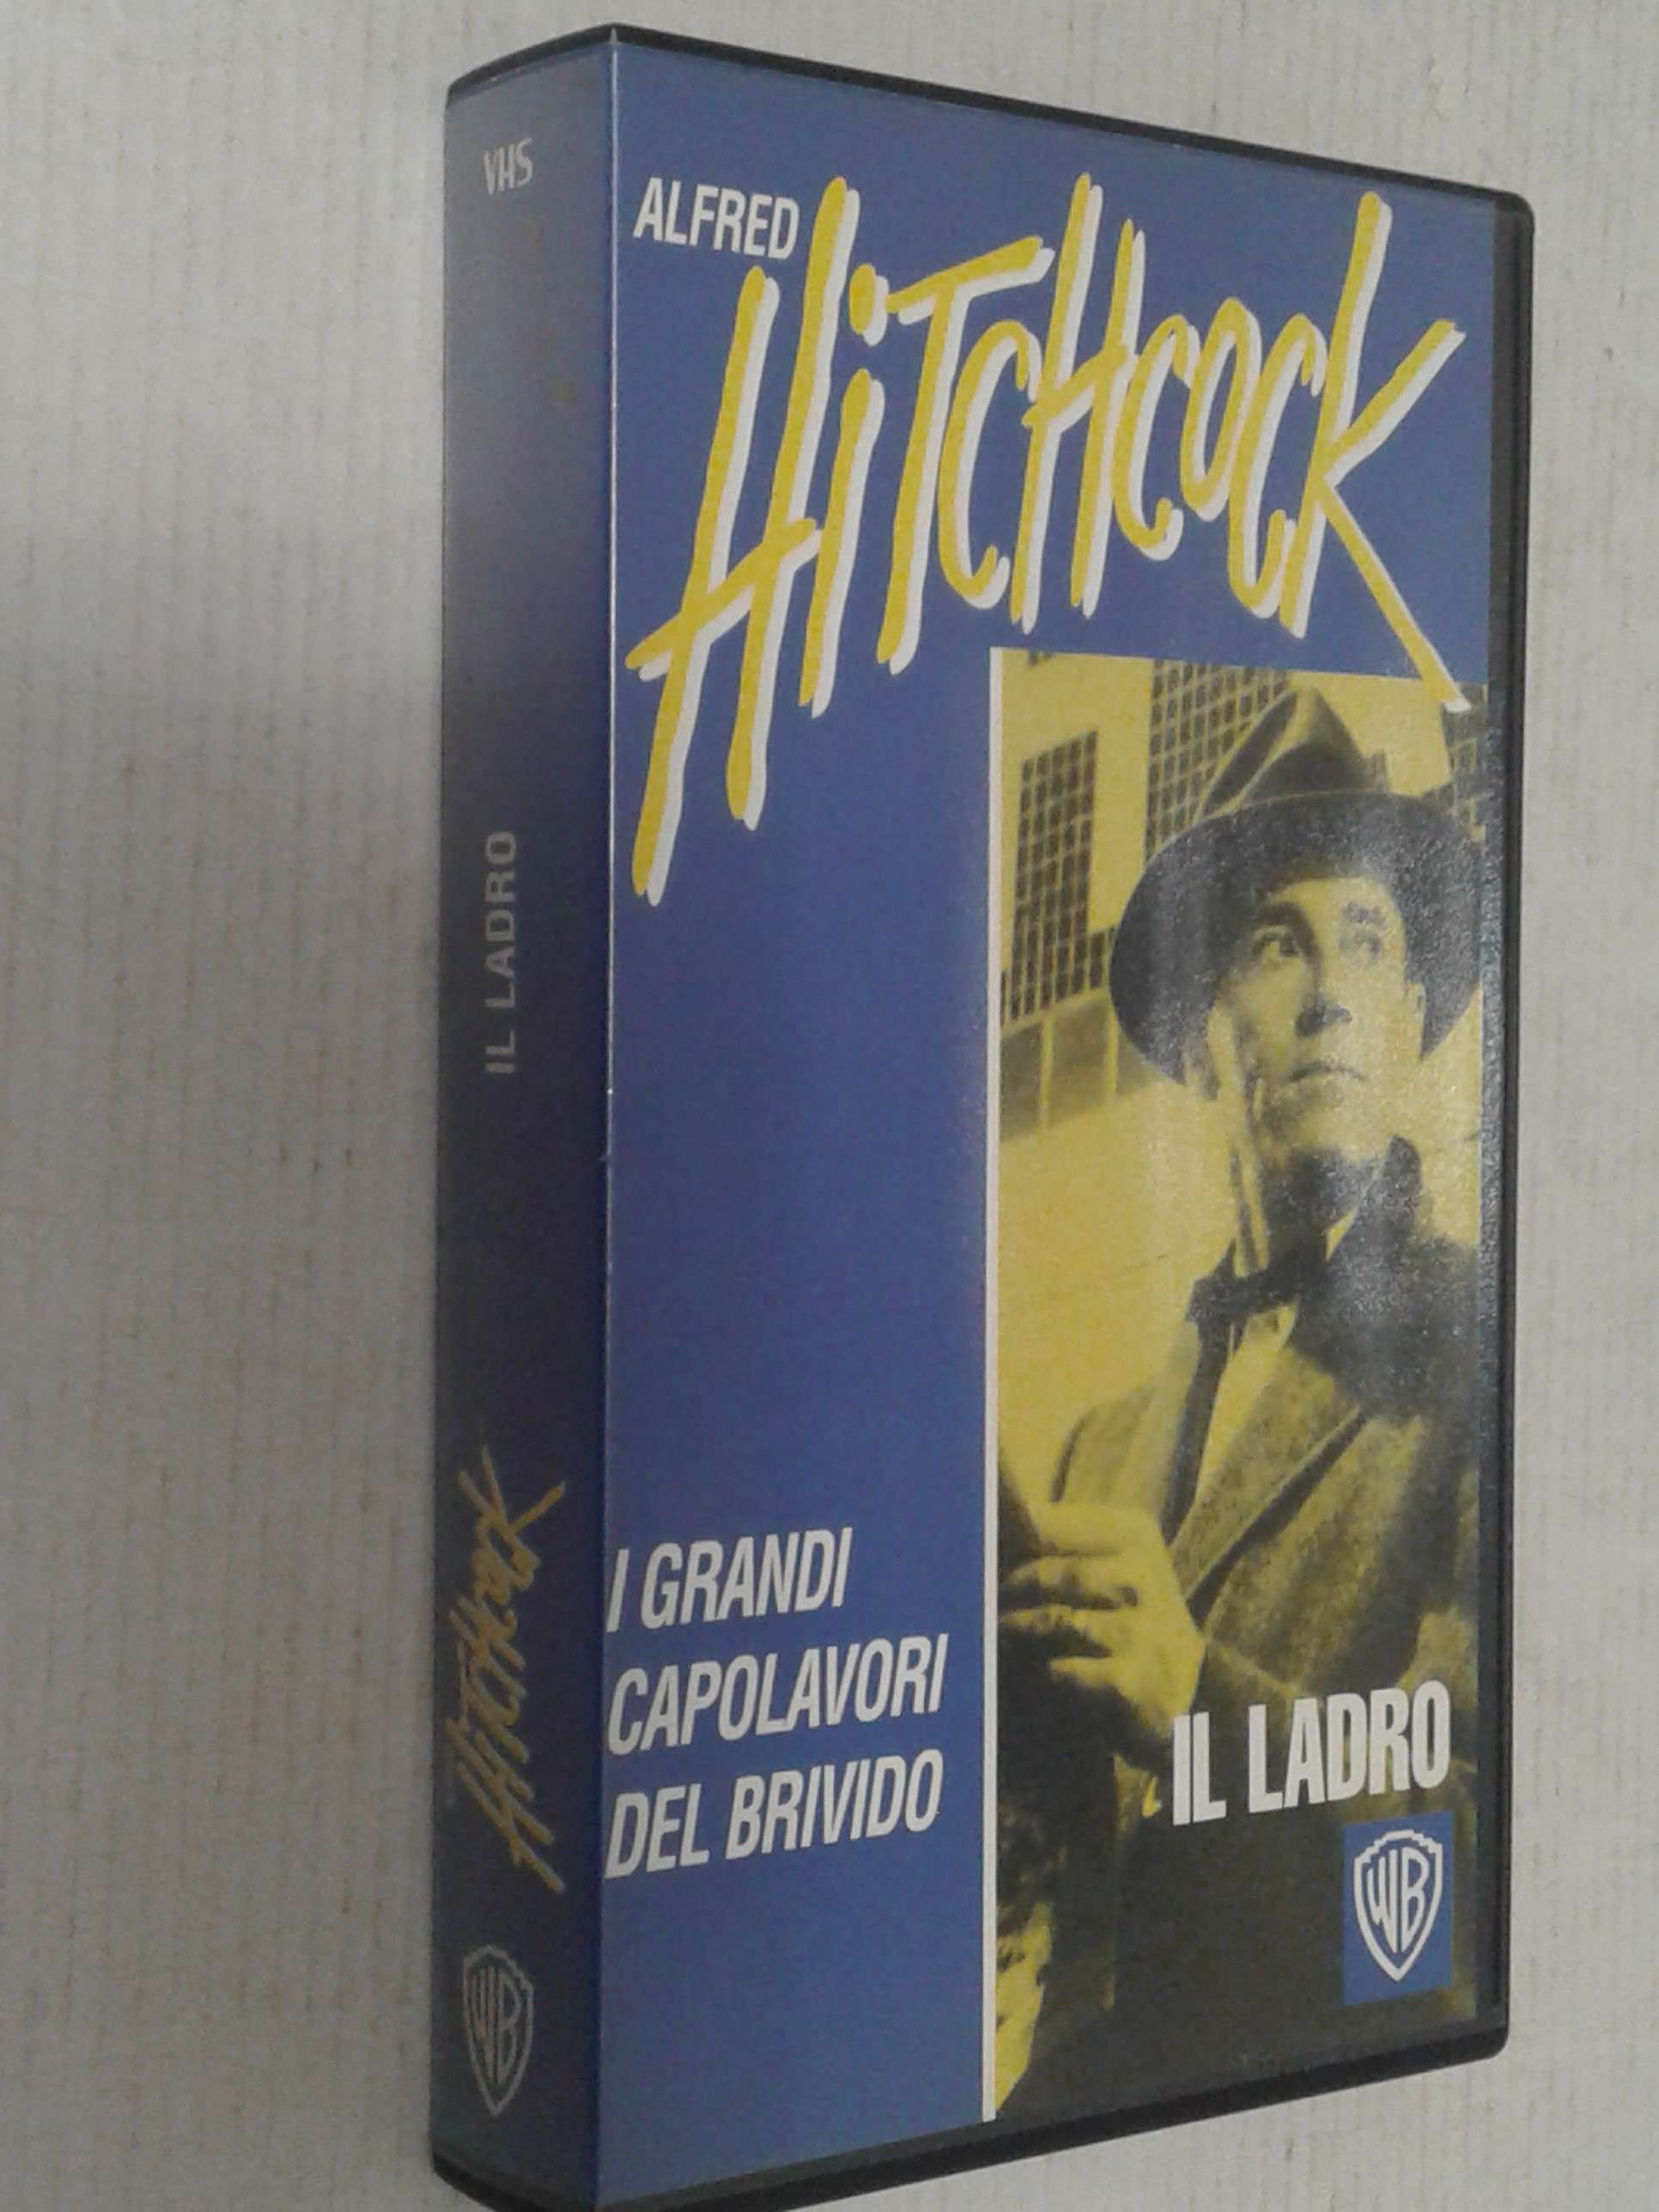 VHS
IL LADRO
HiTCHCOCK
WB
ALFRED
HiTCHCOCK
I GRANDI
CAPOLAVORI
DEL BRIVIDO
IL LADRO
WB